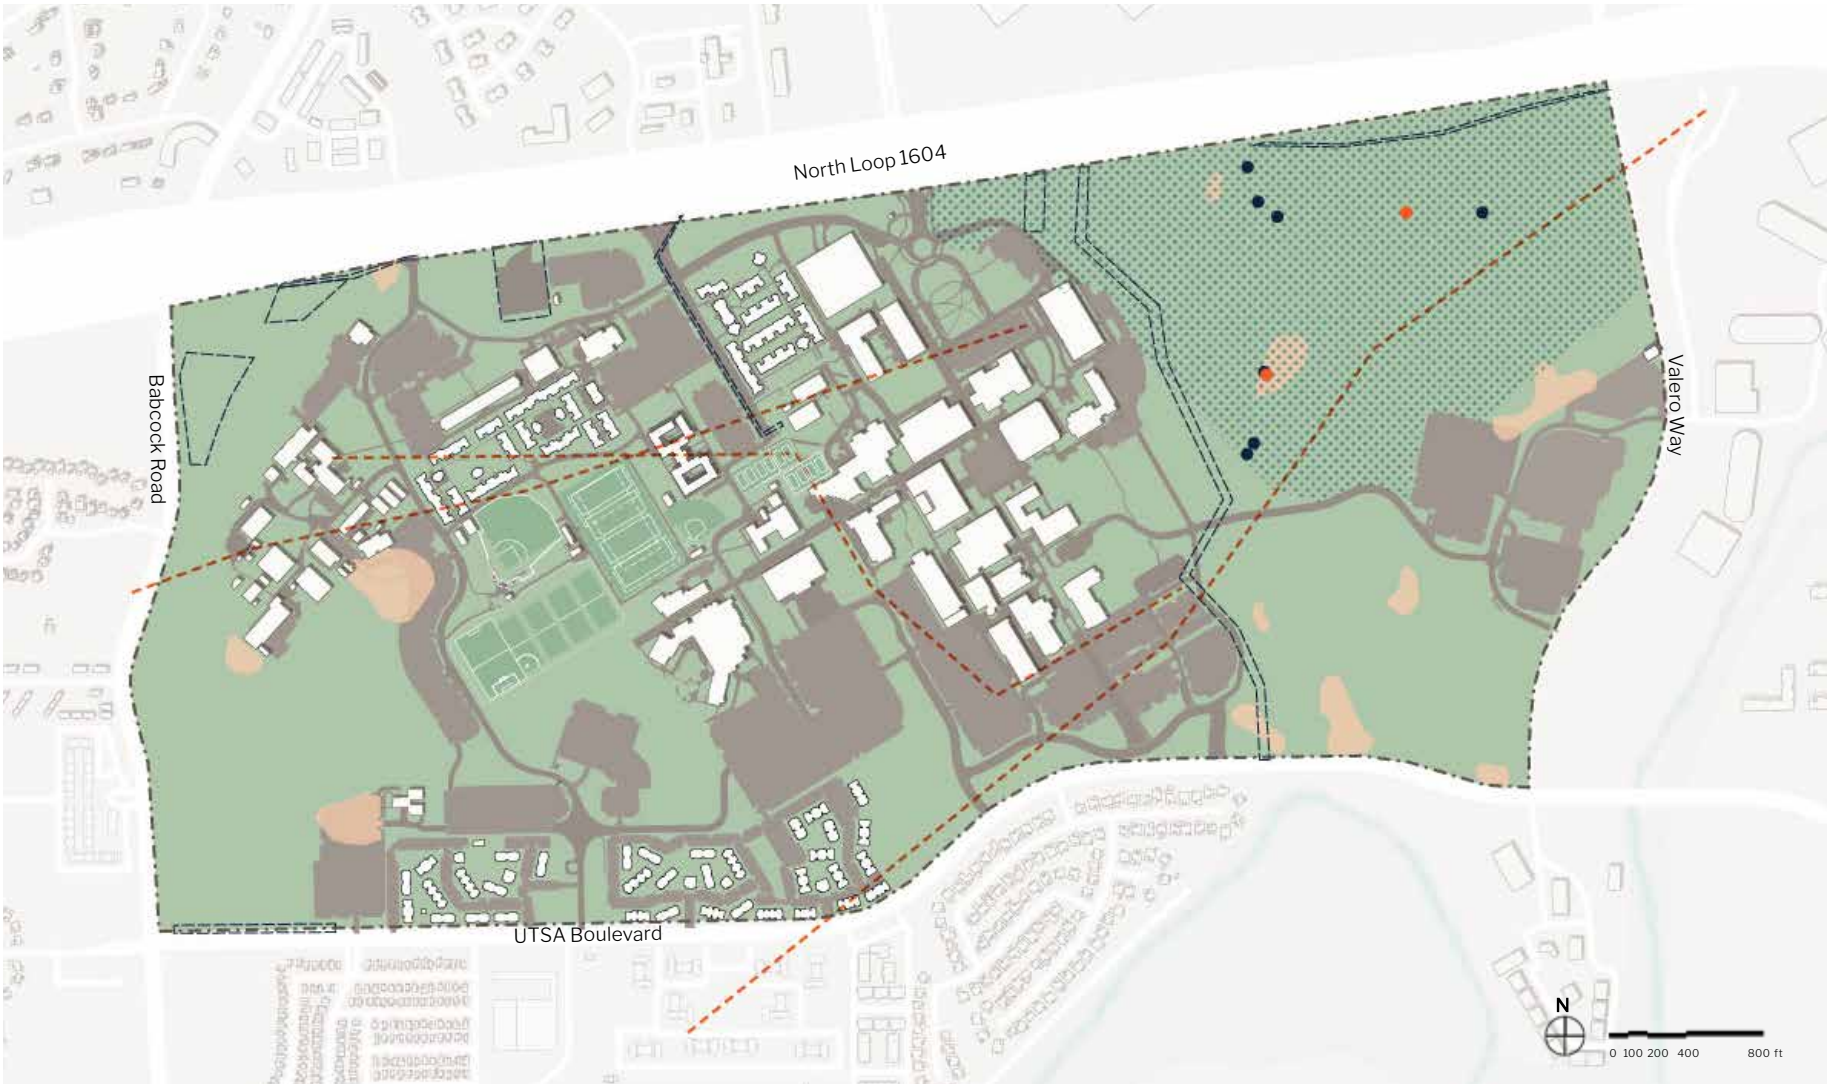 North Loop 1604
Babcock Road
Valero Way
UTSA Boulevard
N
0 100 200 400 800 ft